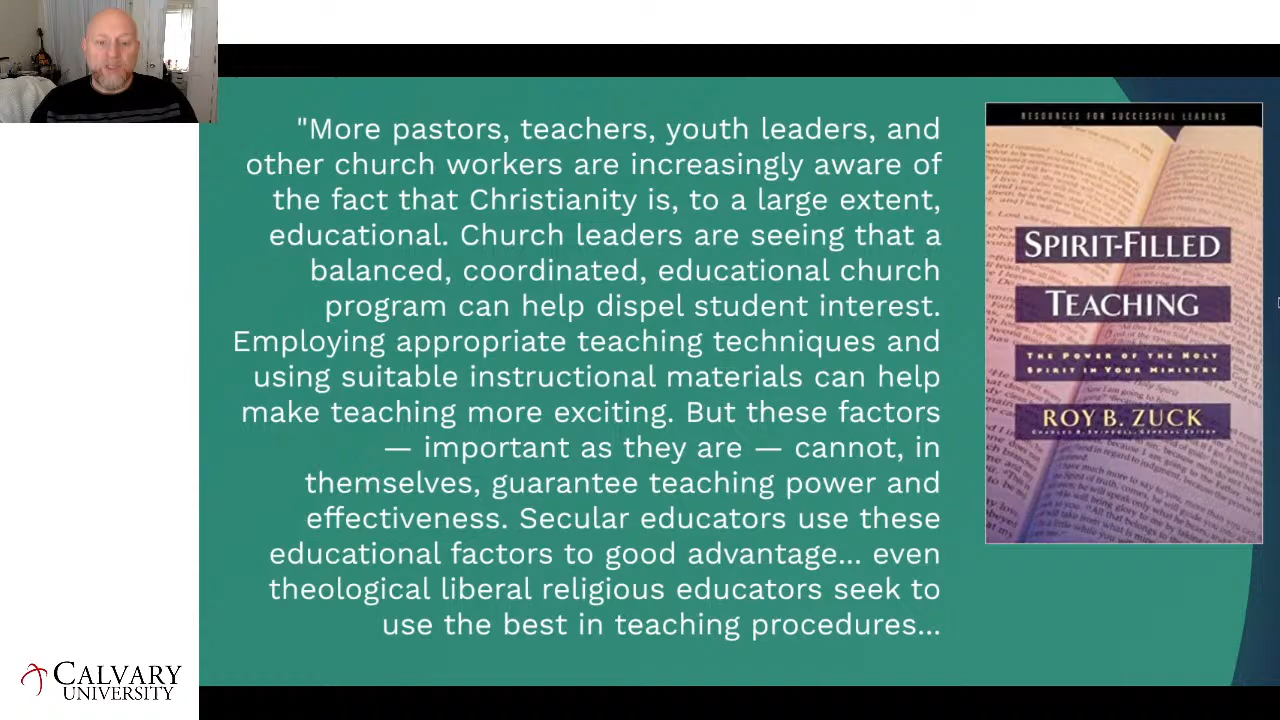 "More pastors, teachers, youth leaders, and
other church workers are increasingly aware of
the fact that Christianity is, to a large extent,
educational. Church leaders are seeing that a
balanced, coordinated, educational church
program can help dispel student interest.
Employing appropriate teaching techniques and
using suitable instructional materials can help
make teaching more exciting. But these factors
— important as they are — cannot, in
themselves, guarantee teaching power and
effectiveness. Secular educators use these
educational factors to good advantage... even
theological liberal religious educators seek to
use the best in teaching procedures...
RESOURCES FOR SUCCESSFUL LEADERS
SPIRIT-FILLED
TEACHING
THE POWER OF THE HOLY
SPIRIT IN YOUR MINISTRY
ROY B. ZUCK
CHARLES R. SWINDOLL, GENERAL EDITOR
CALVARY
UNIVERSITY